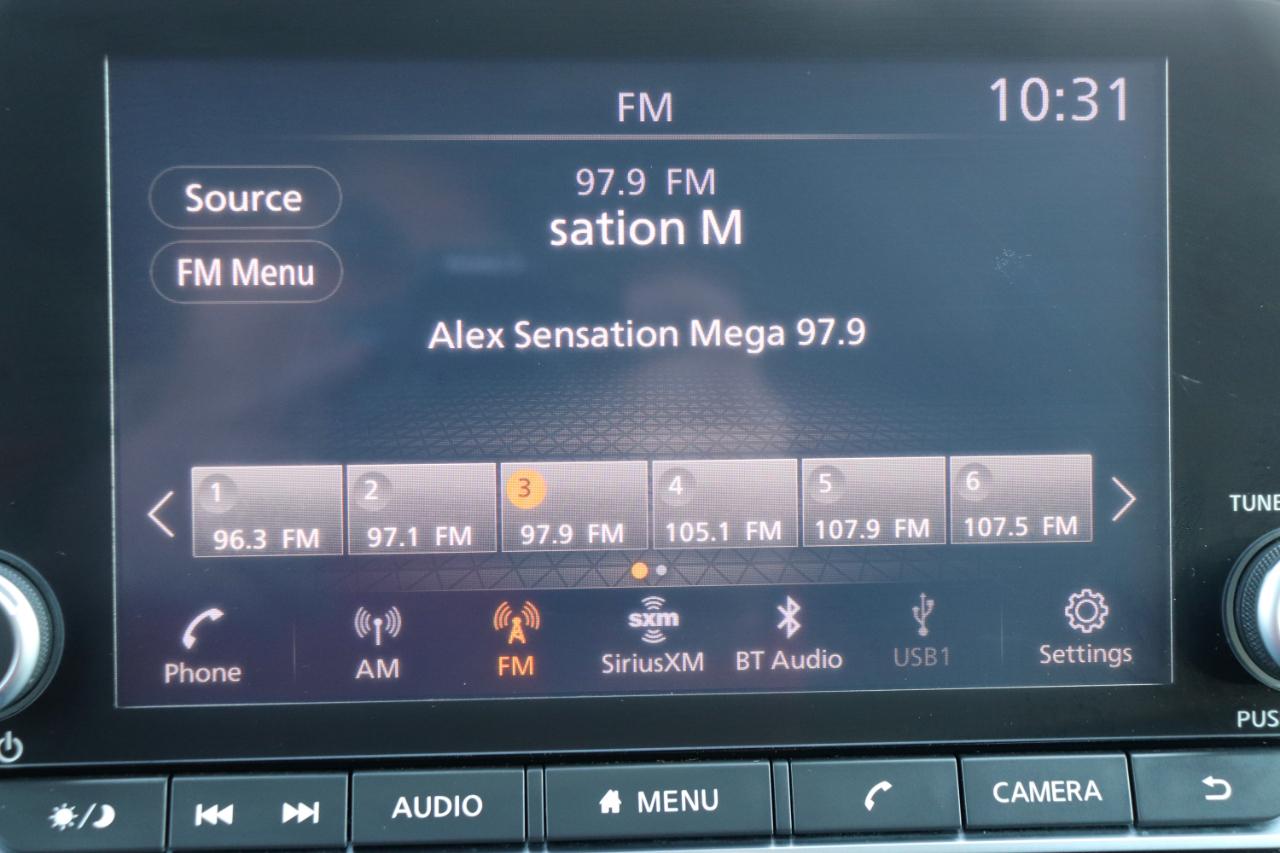 FM
10:31
Source
97.9 FM
sation M
FM Menu
Alex Sensation Mega 97.9
1 2 3 4 5 6
96.3 FM 97.1 FM 97.9 FM 105.1 FM 107.9 FM 107.5 FM
sxm
Phone AM FM SiriusXM BT Audio USB1 Settings
TUNE
PUS
AUDIO MENU CAMERA